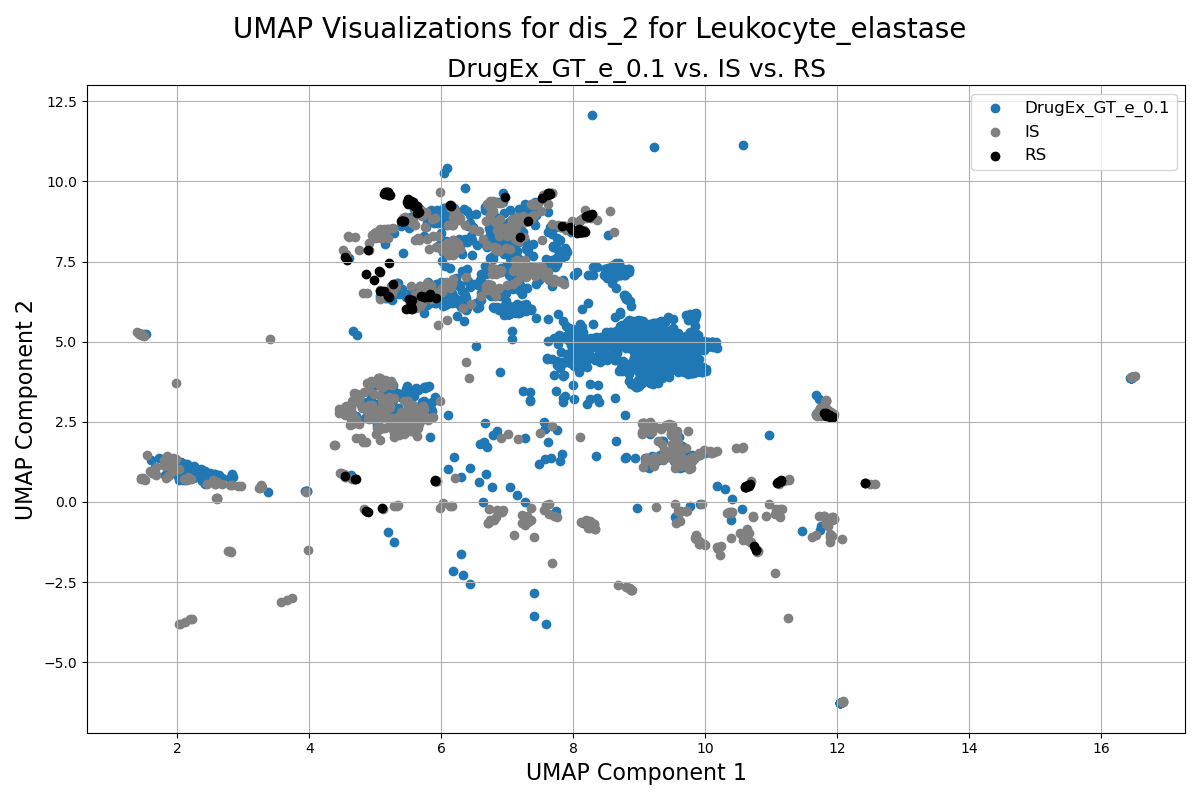 UMAP Visualizations for dis_2 for Leukocyte_elastase
DrugEx_GT_e_0.1 vs. IS vs. RS
DrugEx_GT_e_0.1
IS
RS
UMAP Component 2
12.5
10.0
7.5
5.0
2.5
0.0
−2.5
−5.0
2 4 6 8 10 12 14 16
UMAP Component 1